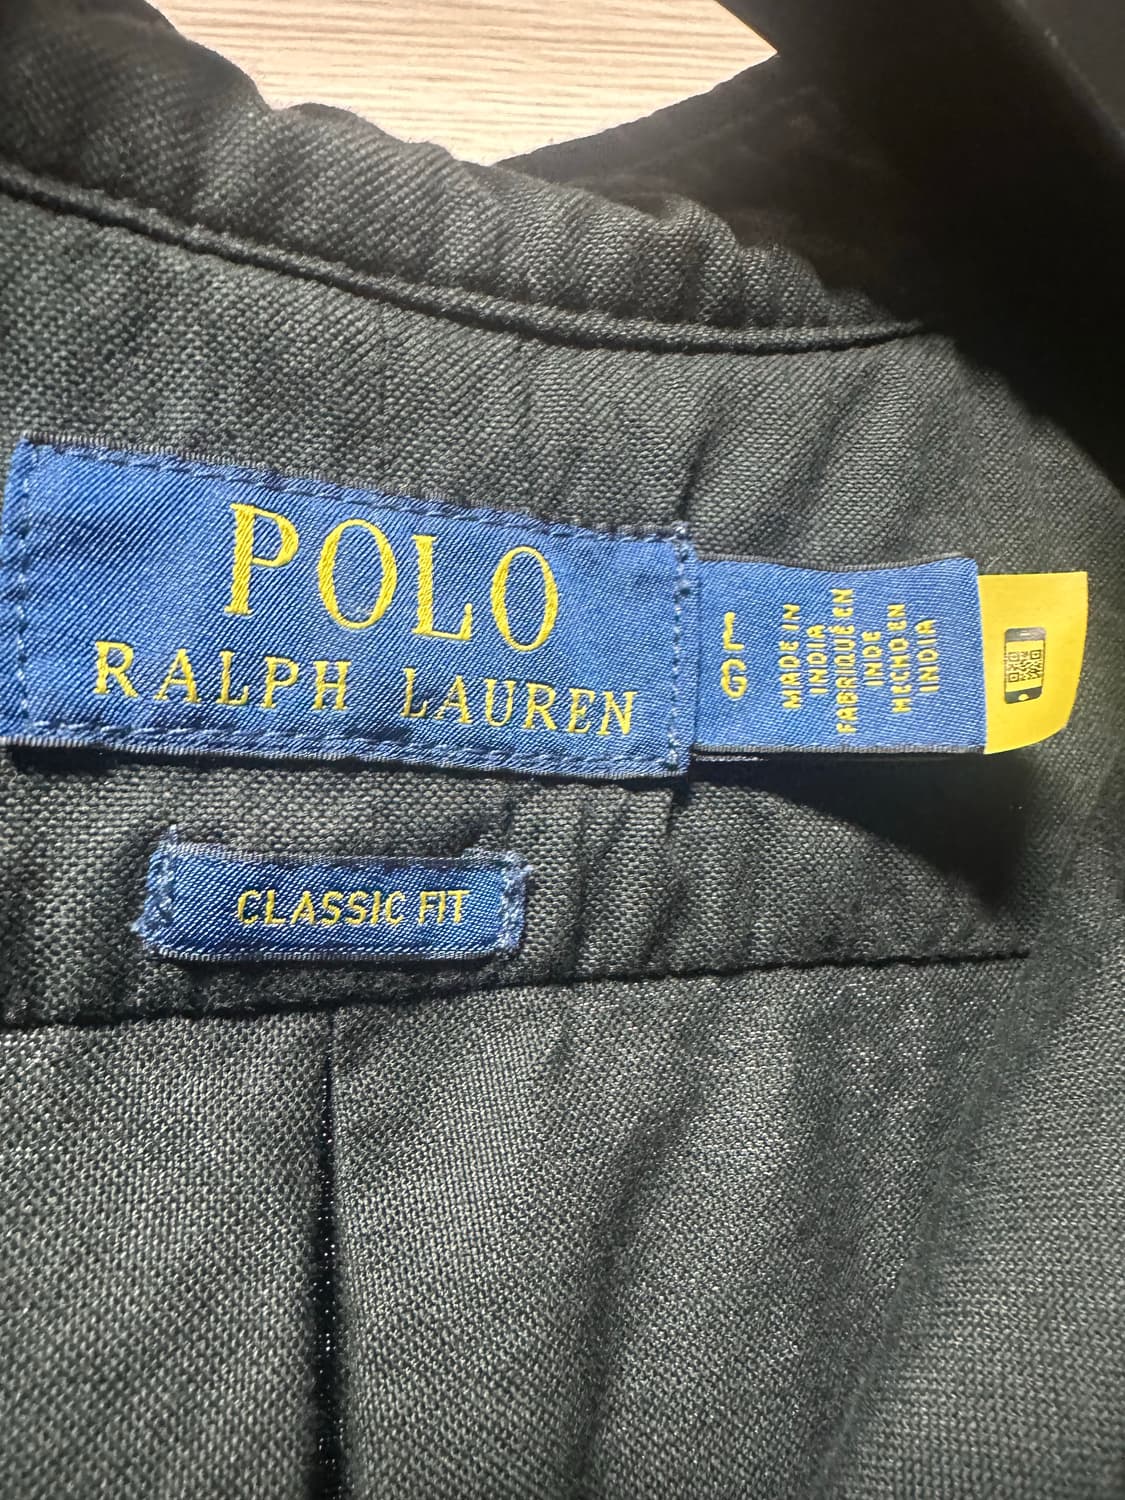 POLO
RALPH LAUREN
L
G
MADE IN
INDIA
FABRIQUÉ EN
INDE
HECHO EN
INDIA
CLASSIC FIT